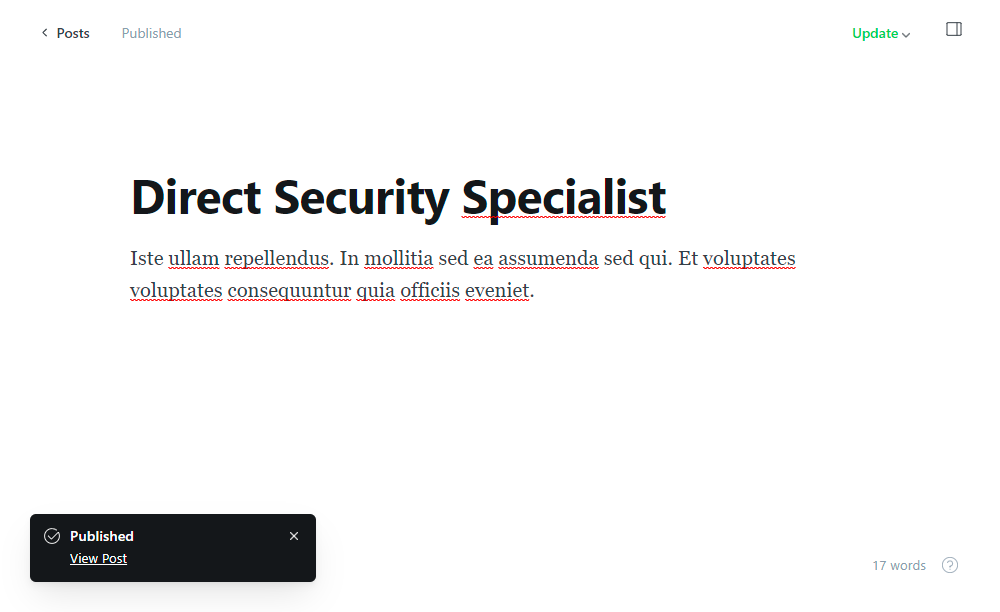 Posts
Published
Update
Direct Security Specialist
Iste ullam repellendus. In mollitia sed ea assumenda sed qui. Et voluptates
voluptates consequuntur quia officiis eveniet.
Published
View Post
17 words